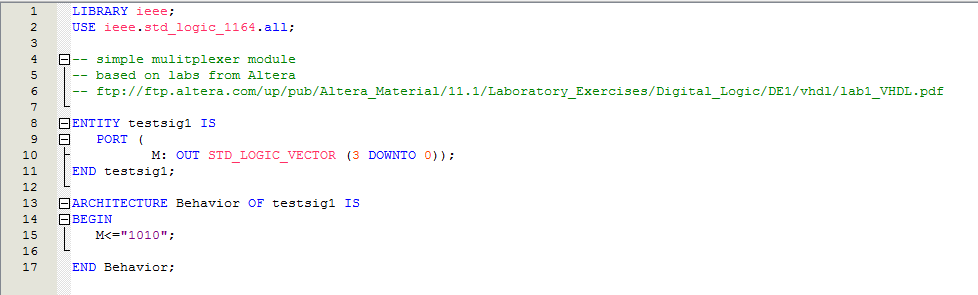 1 LIBRARY ieee;
2 USE ieee.std_logic_1164.all;
3
4 -- simple mulitplexer module
5 -- based on labs from Altera
6 -- ftp://ftp.altera.com/up/pub/Altera_Material/11.1/Laboratory_Exercises/Digital_Logic/DE1/vhdl/lab1_VHDL.pdf
7
8 ENTITY testsig1 IS
9 PORT (
10 M: OUT STD_LOGIC_VECTOR (3 DOWNTO 0));
11 END testsig1;
12
13 ARCHITECTURE Behavior OF testsig1 IS
14 BEGIN
15 M<="1010";
16
17 END Behavior;